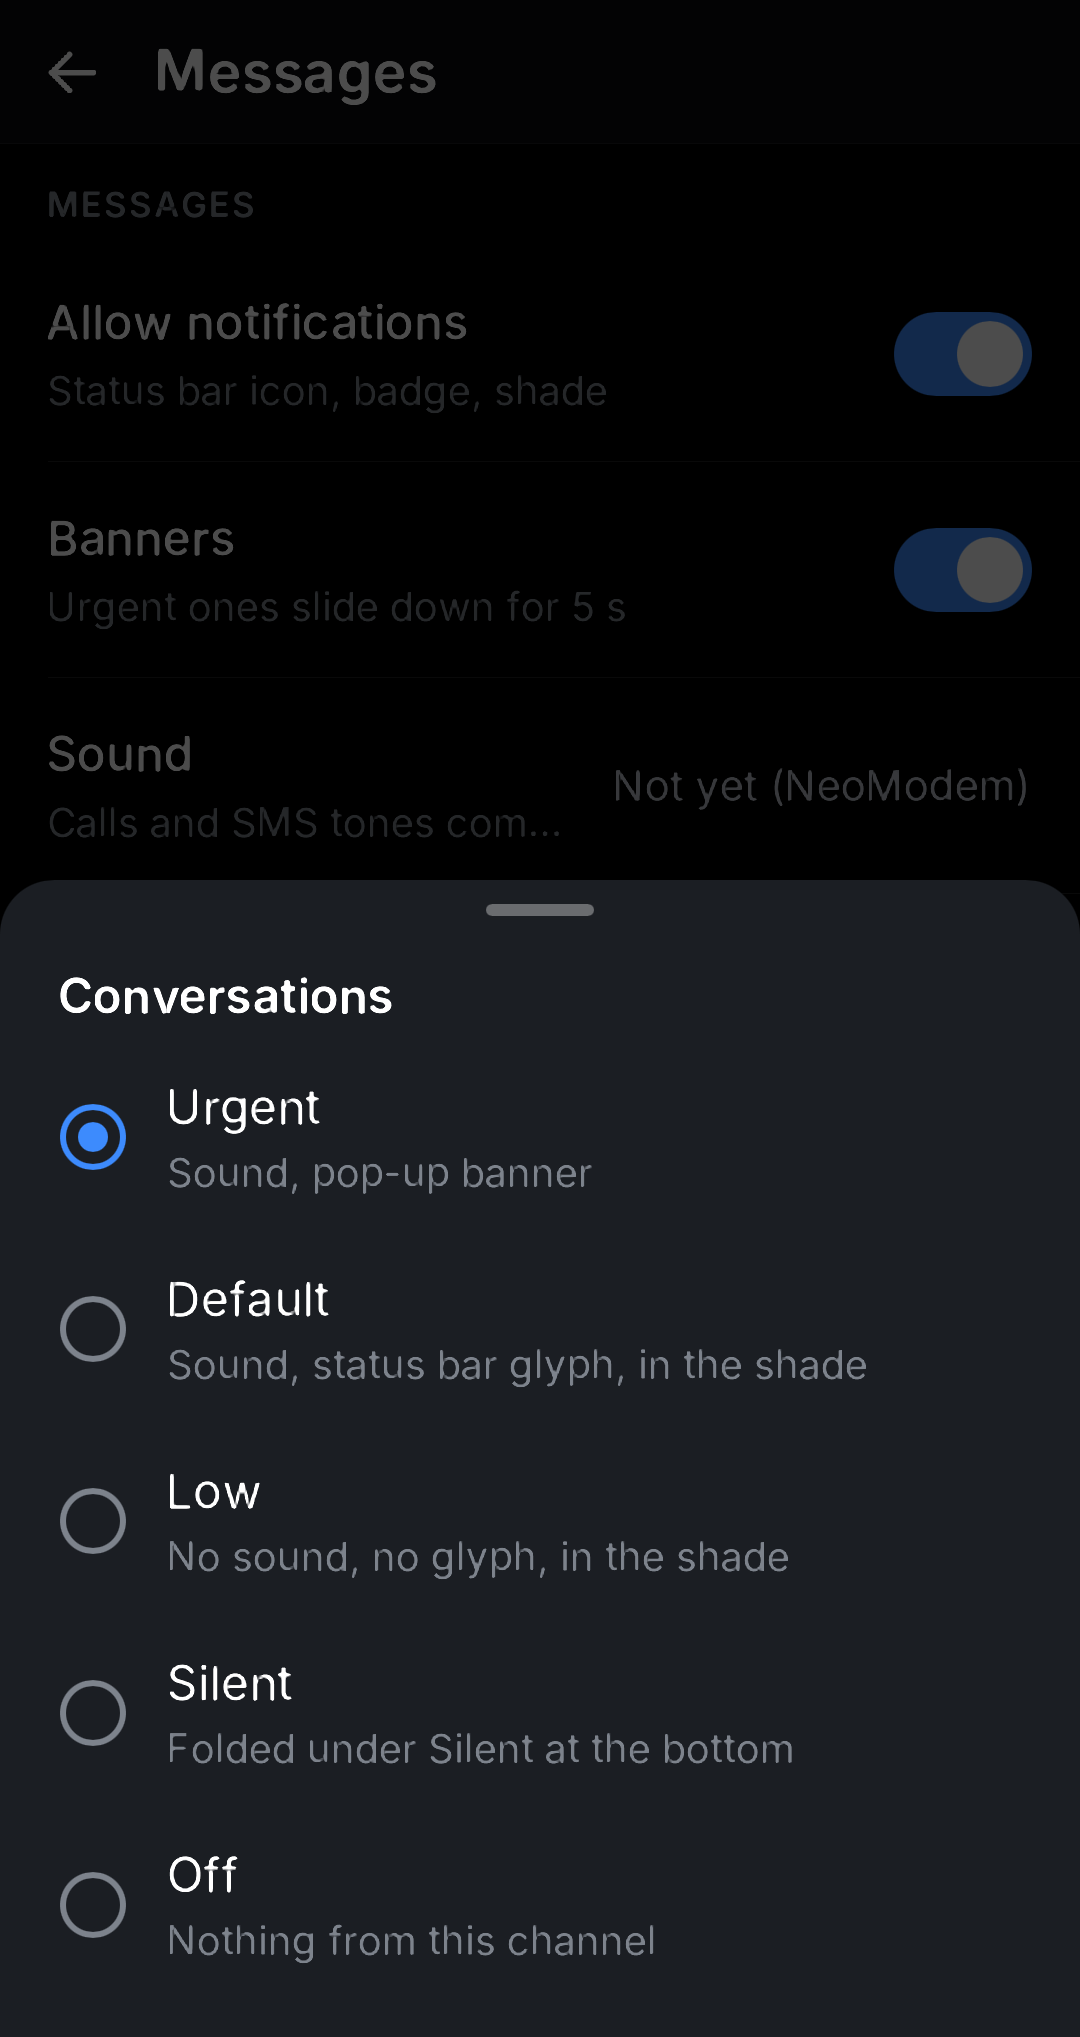 Messages
MESSAGES
Allow notifications
Status bar icon, badge, shade
Banners
Urgent ones slide down for 5 s
Sound
Not yet (NeoModem)
Calls and SMS tones com...
Conversations
Urgent
Sound, pop-up banner
Default
Sound, status bar glyph, in the shade
Low
No sound, no glyph, in the shade
Silent
Folded under Silent at the bottom
Off
Nothing from this channel